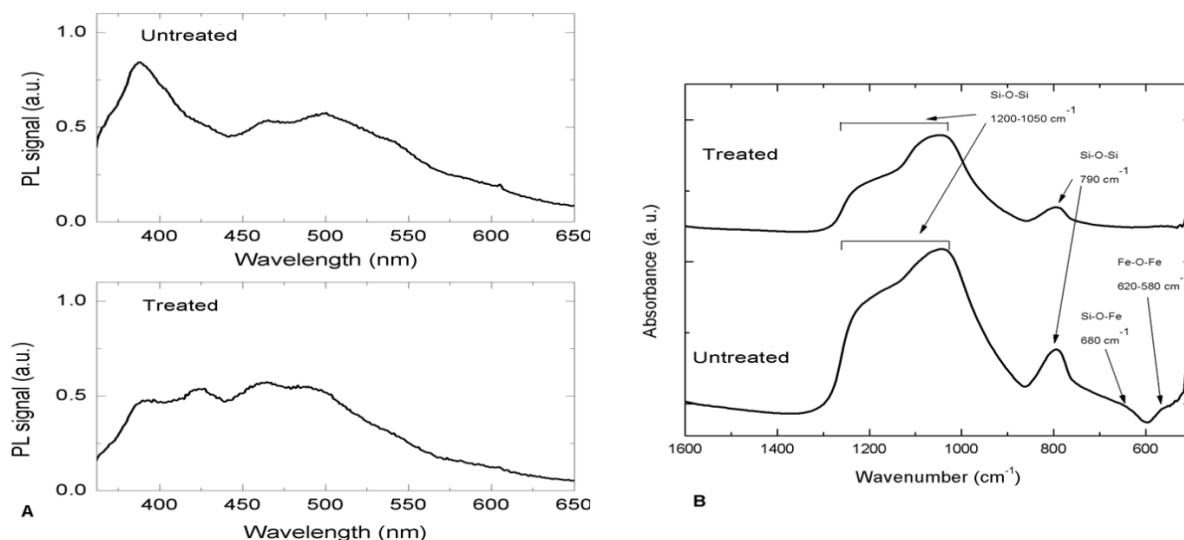 1.0
Untreated
0.5
0.0
PL signal (a.u.)
400 450 500 550 600 650
Wavelength (nm)
1.0
Treated
0.5
0.0
PL signal (a.u.)
400 450 500 550 600 650
Wavelength (nm)
A
Si-O-Si
1200-1050 cm⁻¹
Treated
Si-O-Si
790 cm⁻¹
Absorbance (a. u.)
Fe-O-Fe
620-580 cm⁻¹
Si-O-Fe
680 cm⁻¹
Untreated
1600 1400 1200 1000 800 600
Wavenumber (cm⁻¹)
B